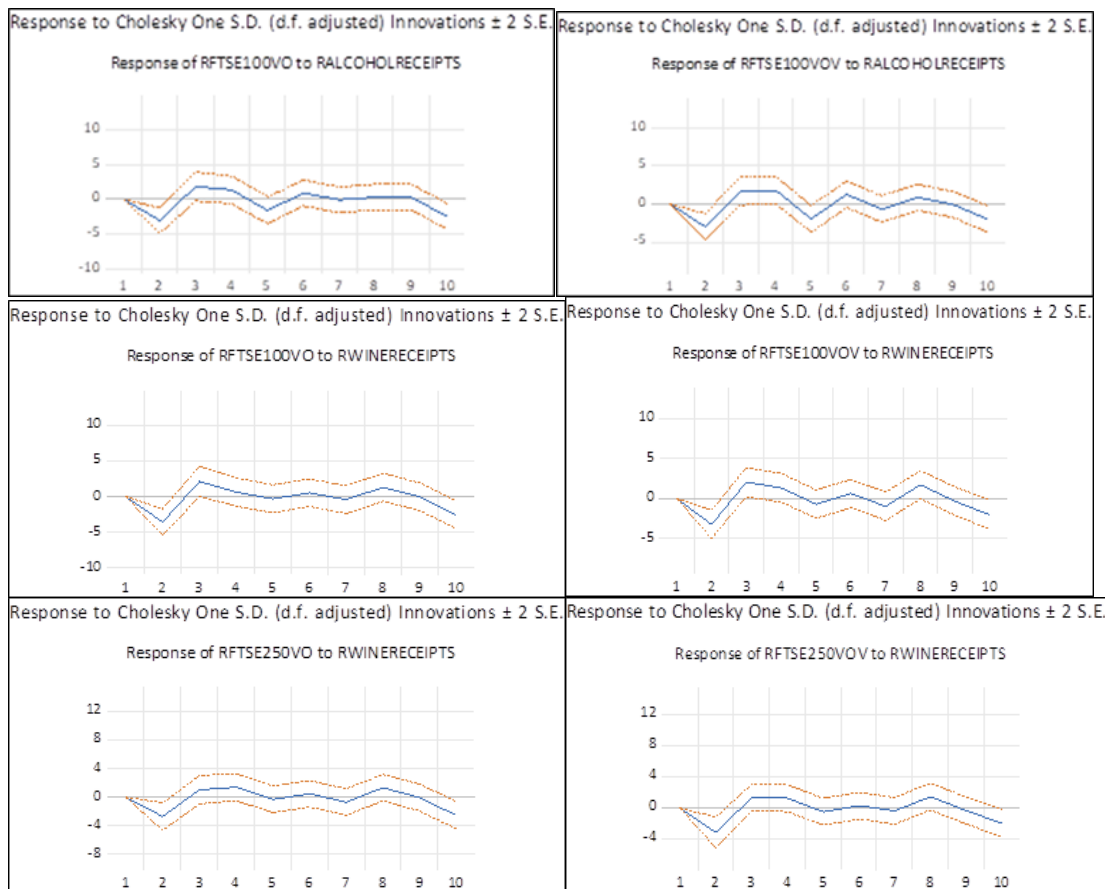 Response to Cholesky One S.D. (d.f. adjusted) Innovations ± 2 S.E.
Response of RFTSE100VO to RALCOHOLRECEIPTS
10
5
0
-5
-10
1 2 3 4 5 6 7 8 9 10
Response to Cholesky One S.D. (d.f. adjusted) Innovations ± 2 S.E.
Response of RFTSE100VOV to RALCOHOLRECEIPTS
10
5
0
-5
1 2 3 4 5 6 7 8 9 10
Response to Cholesky One S.D. (d.f. adjusted) Innovations ± 2 S.E.
Response of RFTSE100VO to RWINERECEIPTS
10
5
0
-5
-10
1 2 3 4 5 6 7 8 9 10
Response to Cholesky One S.D. (d.f. adjusted) Innovations ± 2 S.E.
Response of RFTSE100VOV to RWINERECEIPTS
10
5
0
-5
1 2 3 4 5 6 7 8 9 10
Response to Cholesky One S.D. (d.f. adjusted) Innovations ± 2 S.E.
Response of RFTSE250VO to RWINERECEIPTS
12
8
4
0
-4
-8
1 2 3 4 5 6 7 8 9 10
Response to Cholesky One S.D. (d.f. adjusted) Innovations ± 2 S.E.
Response of RFTSE250VOV to RWINERECEIPTS
12
8
4
0
-4
1 2 3 4 5 6 7 8 9 10